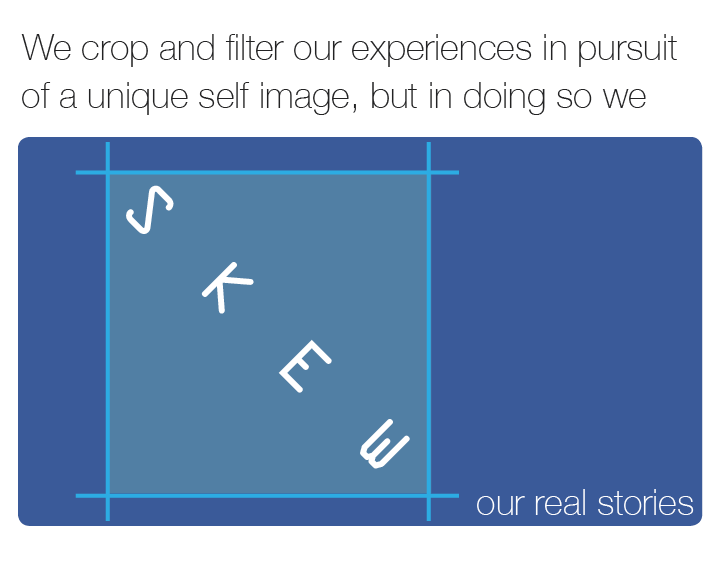 We crop and filter our experiences in pursuit
of a unique self image, but in doing so we
SKEW
our real stories